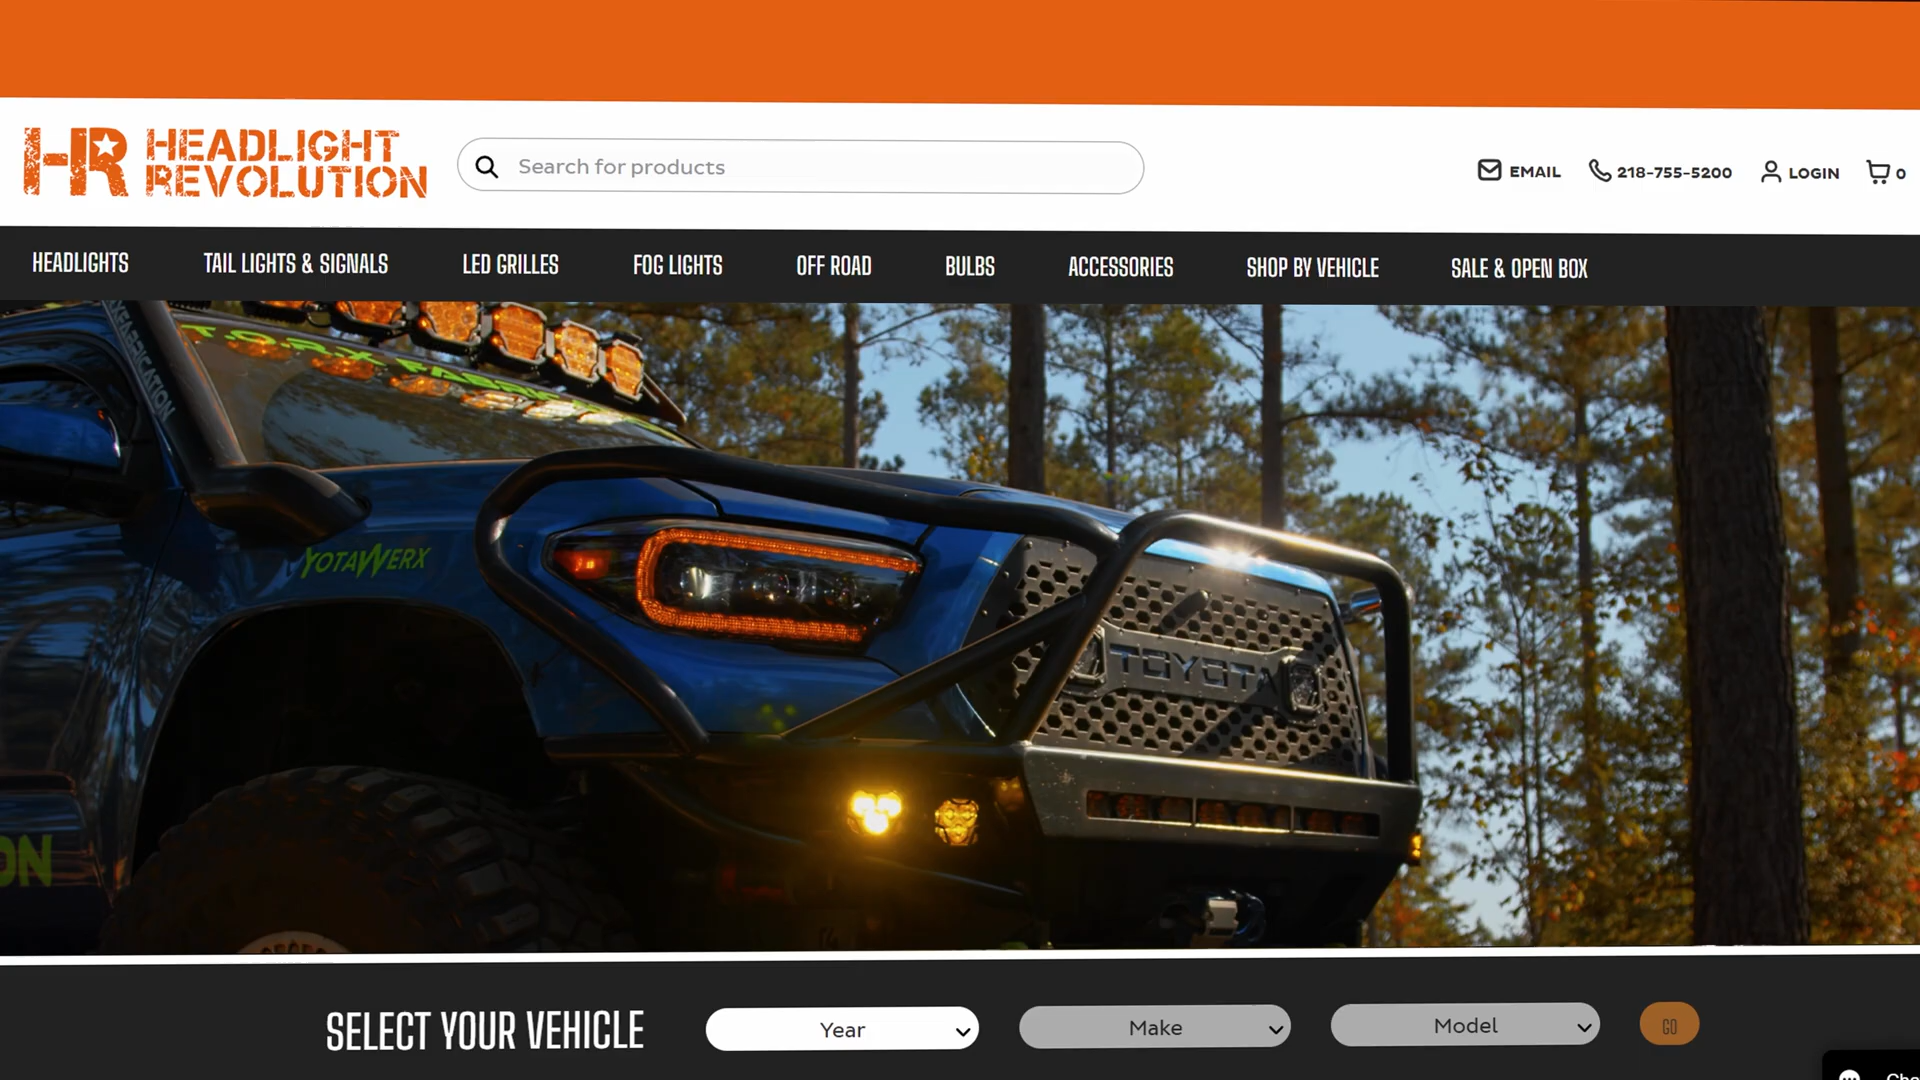 HR HEADLIGHT
REVOLUTION
Search for products
EMAIL
218-755-5200
LOGIN
0
HEADLIGHTS
TAIL LIGHTS & SIGNALS
LED GRILLES
FOG LIGHTS
OFF ROAD
BULBS
ACCESSORIES
SHOP BY VEHICLE
SALE & OPEN BOX
YOTAWERX
TOYOTA
ON
SELECT YOUR VEHICLE
Year
Make
Model
GO